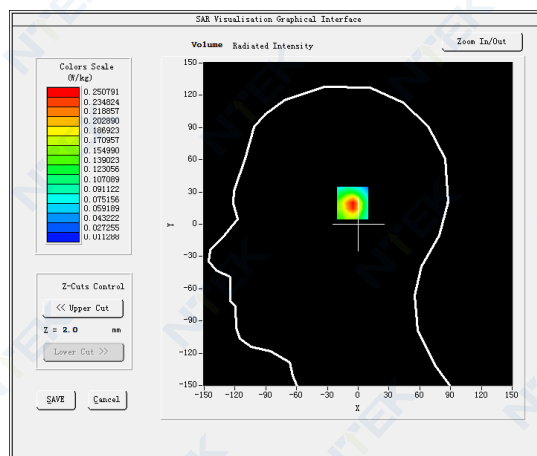 SAR Visualisation Graphical Interface
Volume Radiated Intensity
Zoom In/Out
Colors Scale
(W/kg)
0.250791
0.234824
0.218857
0.202890
0.186923
0.170957
0.154990
0.139023
0.123056
0.107089
0.091122
0.075156
0.059189
0.043222
0.027255
0.011288
Z-Cuts Control
<< Upper Cut
Z = 2.0 mm
Lower Cut >>
SAVE Cancel
150
120
90
60
30
0
-30
-60
-90
-120
-150
Y
-150 -120 -90 -60 -30 0 30 60 90 120 150
X
NTEK